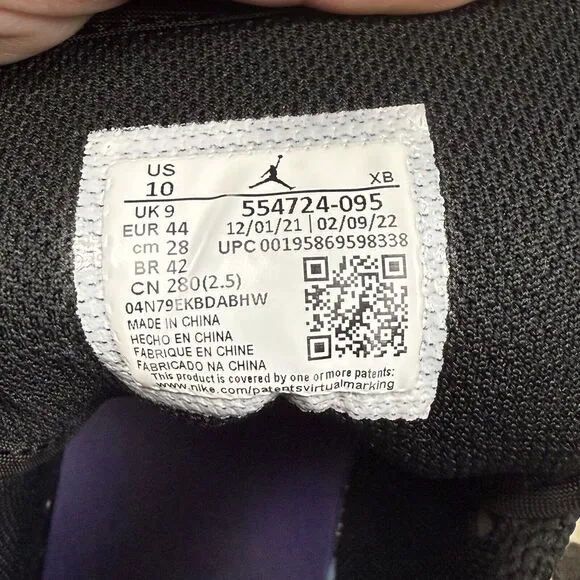 US
10
XB
UK 9
554724-095
EUR 44
12/01/21 | 02/09/22
cm 28
UPC 00195869598338
BR 42
CN 280(2.5)
04N79EKBDABHW
MADE IN CHINA
HECHO EN CHINA
FABRIQUE EN CHINE
FABRICADO NA CHINA
This product is covered by one or more patents:
www.nike.com/patentsvirtualmarking